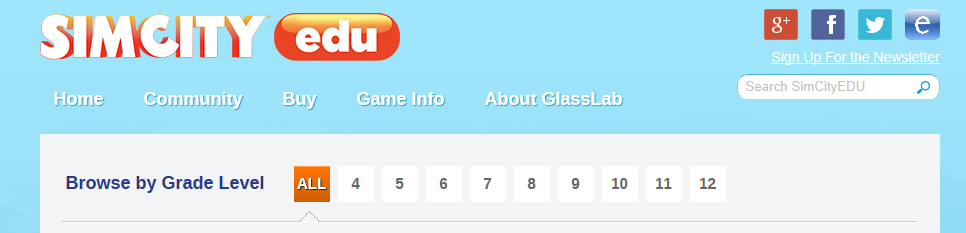 SIMCITY edu
g+ f e
Sign Up For the Newsletter
Search SimCityEDU
Home Community Buy Game Info About GlassLab
Browse by Grade Level ALL 4 5 6 7 8 9 10 11 12